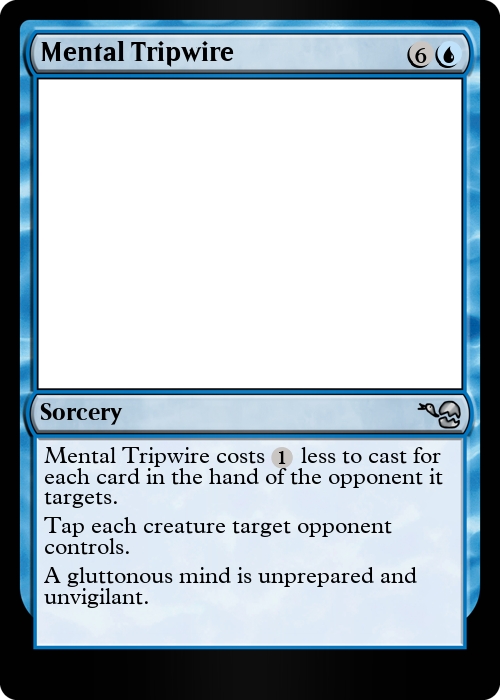 Mental Tripwire 6
Sorcery
Mental Tripwire costs 1 less to cast for
each card in the hand of the opponent it
targets.
Tap each creature target opponent
controls.
A gluttonous mind is unprepared and
unvigilant.